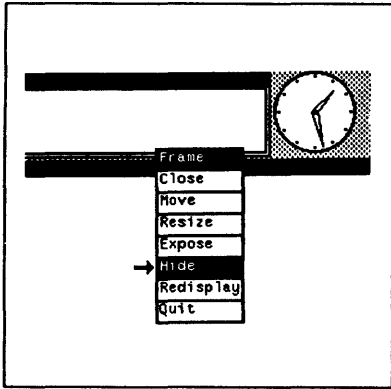 Frame
Close
Move
Resize
Expose
Hide
Redisplay
Quit